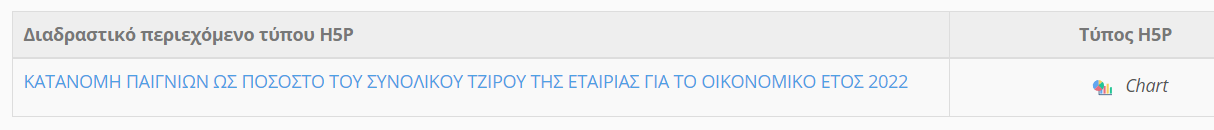 Διαδραστικό περιεχόμενο τύπου H5P Τύπος H5P
ΚΑΤΑΝΟΜΗ ΠΑΙΓΝΙΩΝ ΩΣ ΠΟΣΟΣΤΟ ΤΟΥ ΣΥΝΟΛΙΚΟΥ ΤΖΙΡΟΥ ΤΗΣ ΕΤΑΙΡΙΑΣ ΓΙΑ ΤΟ ΟΙΚΟΝΟΜΙΚΟ ΕΤΟΣ 2022 Chart